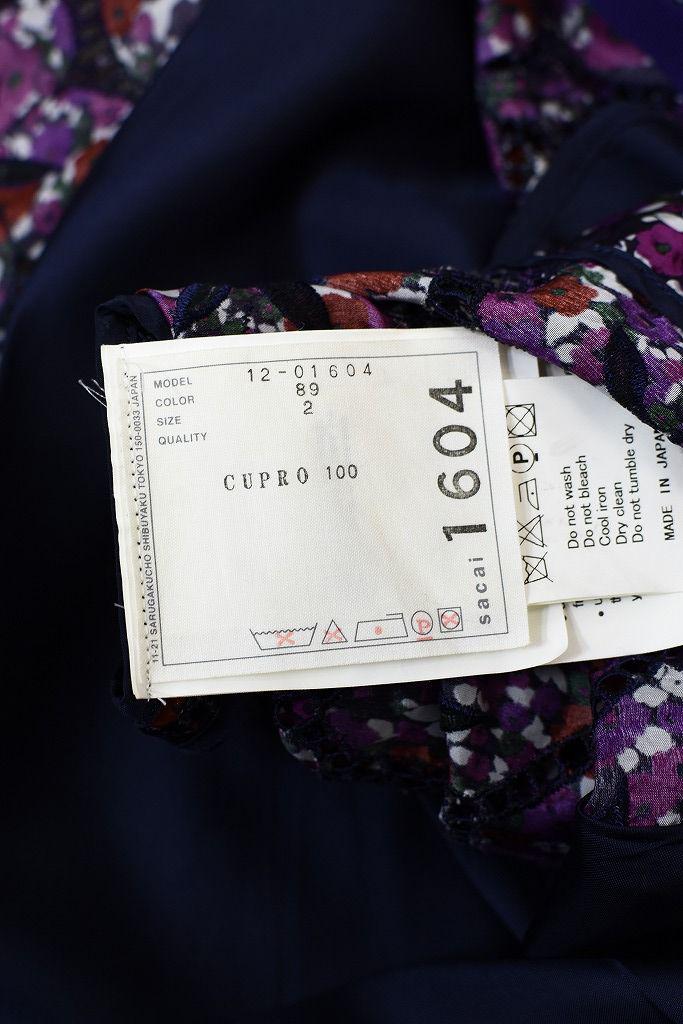 MODEL 12-01604
COLOR 89
SIZE 2
QUALITY
CUPRO 100
sacai 1604
11-21 SARUGAKUCHO SHIBUYAKU TOKYO 150-0033 JAPAN
P
P
Do not wash
Do not bleach
Cool iron
Dry clean
Do not tumble dry
MADE IN JAPAN